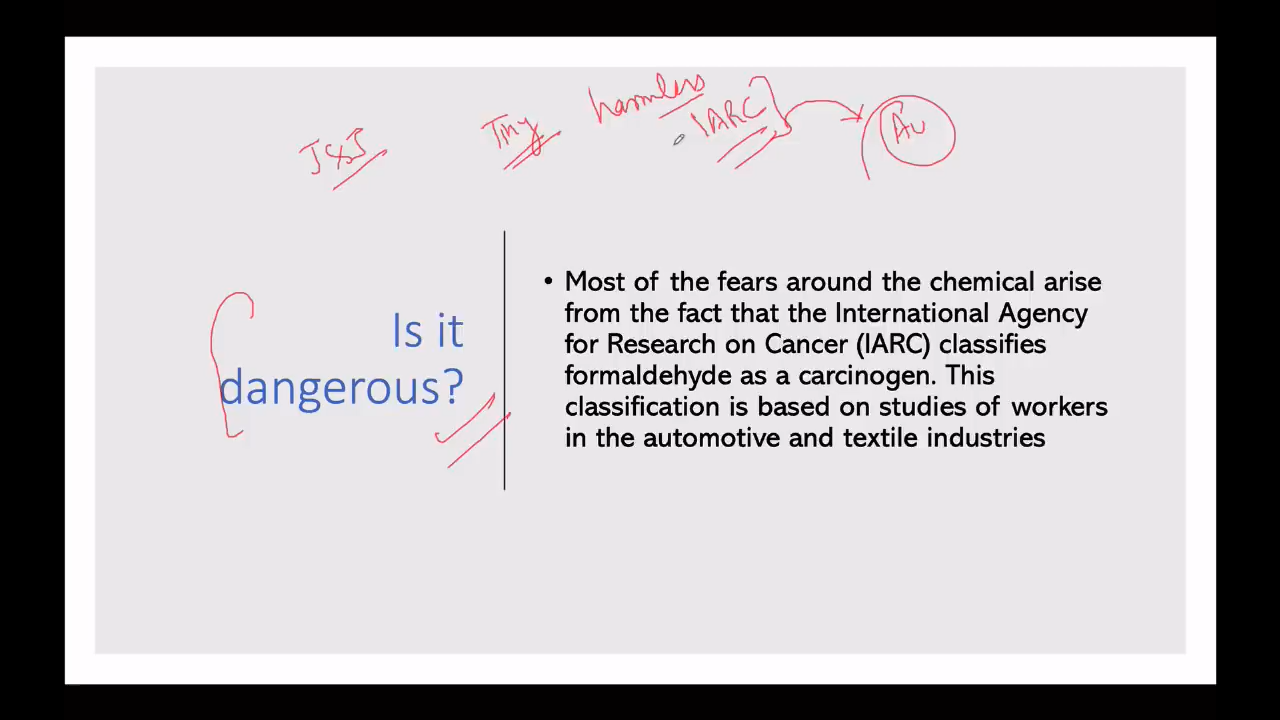 harmless
IARC
Tiny
J&J
Au
Is it
dangerous?
• Most of the fears around the chemical arise
from the fact that the International Agency
for Research on Cancer (IARC) classifies
formaldehyde as a carcinogen. This
classification is based on studies of workers
in the automotive and textile industries